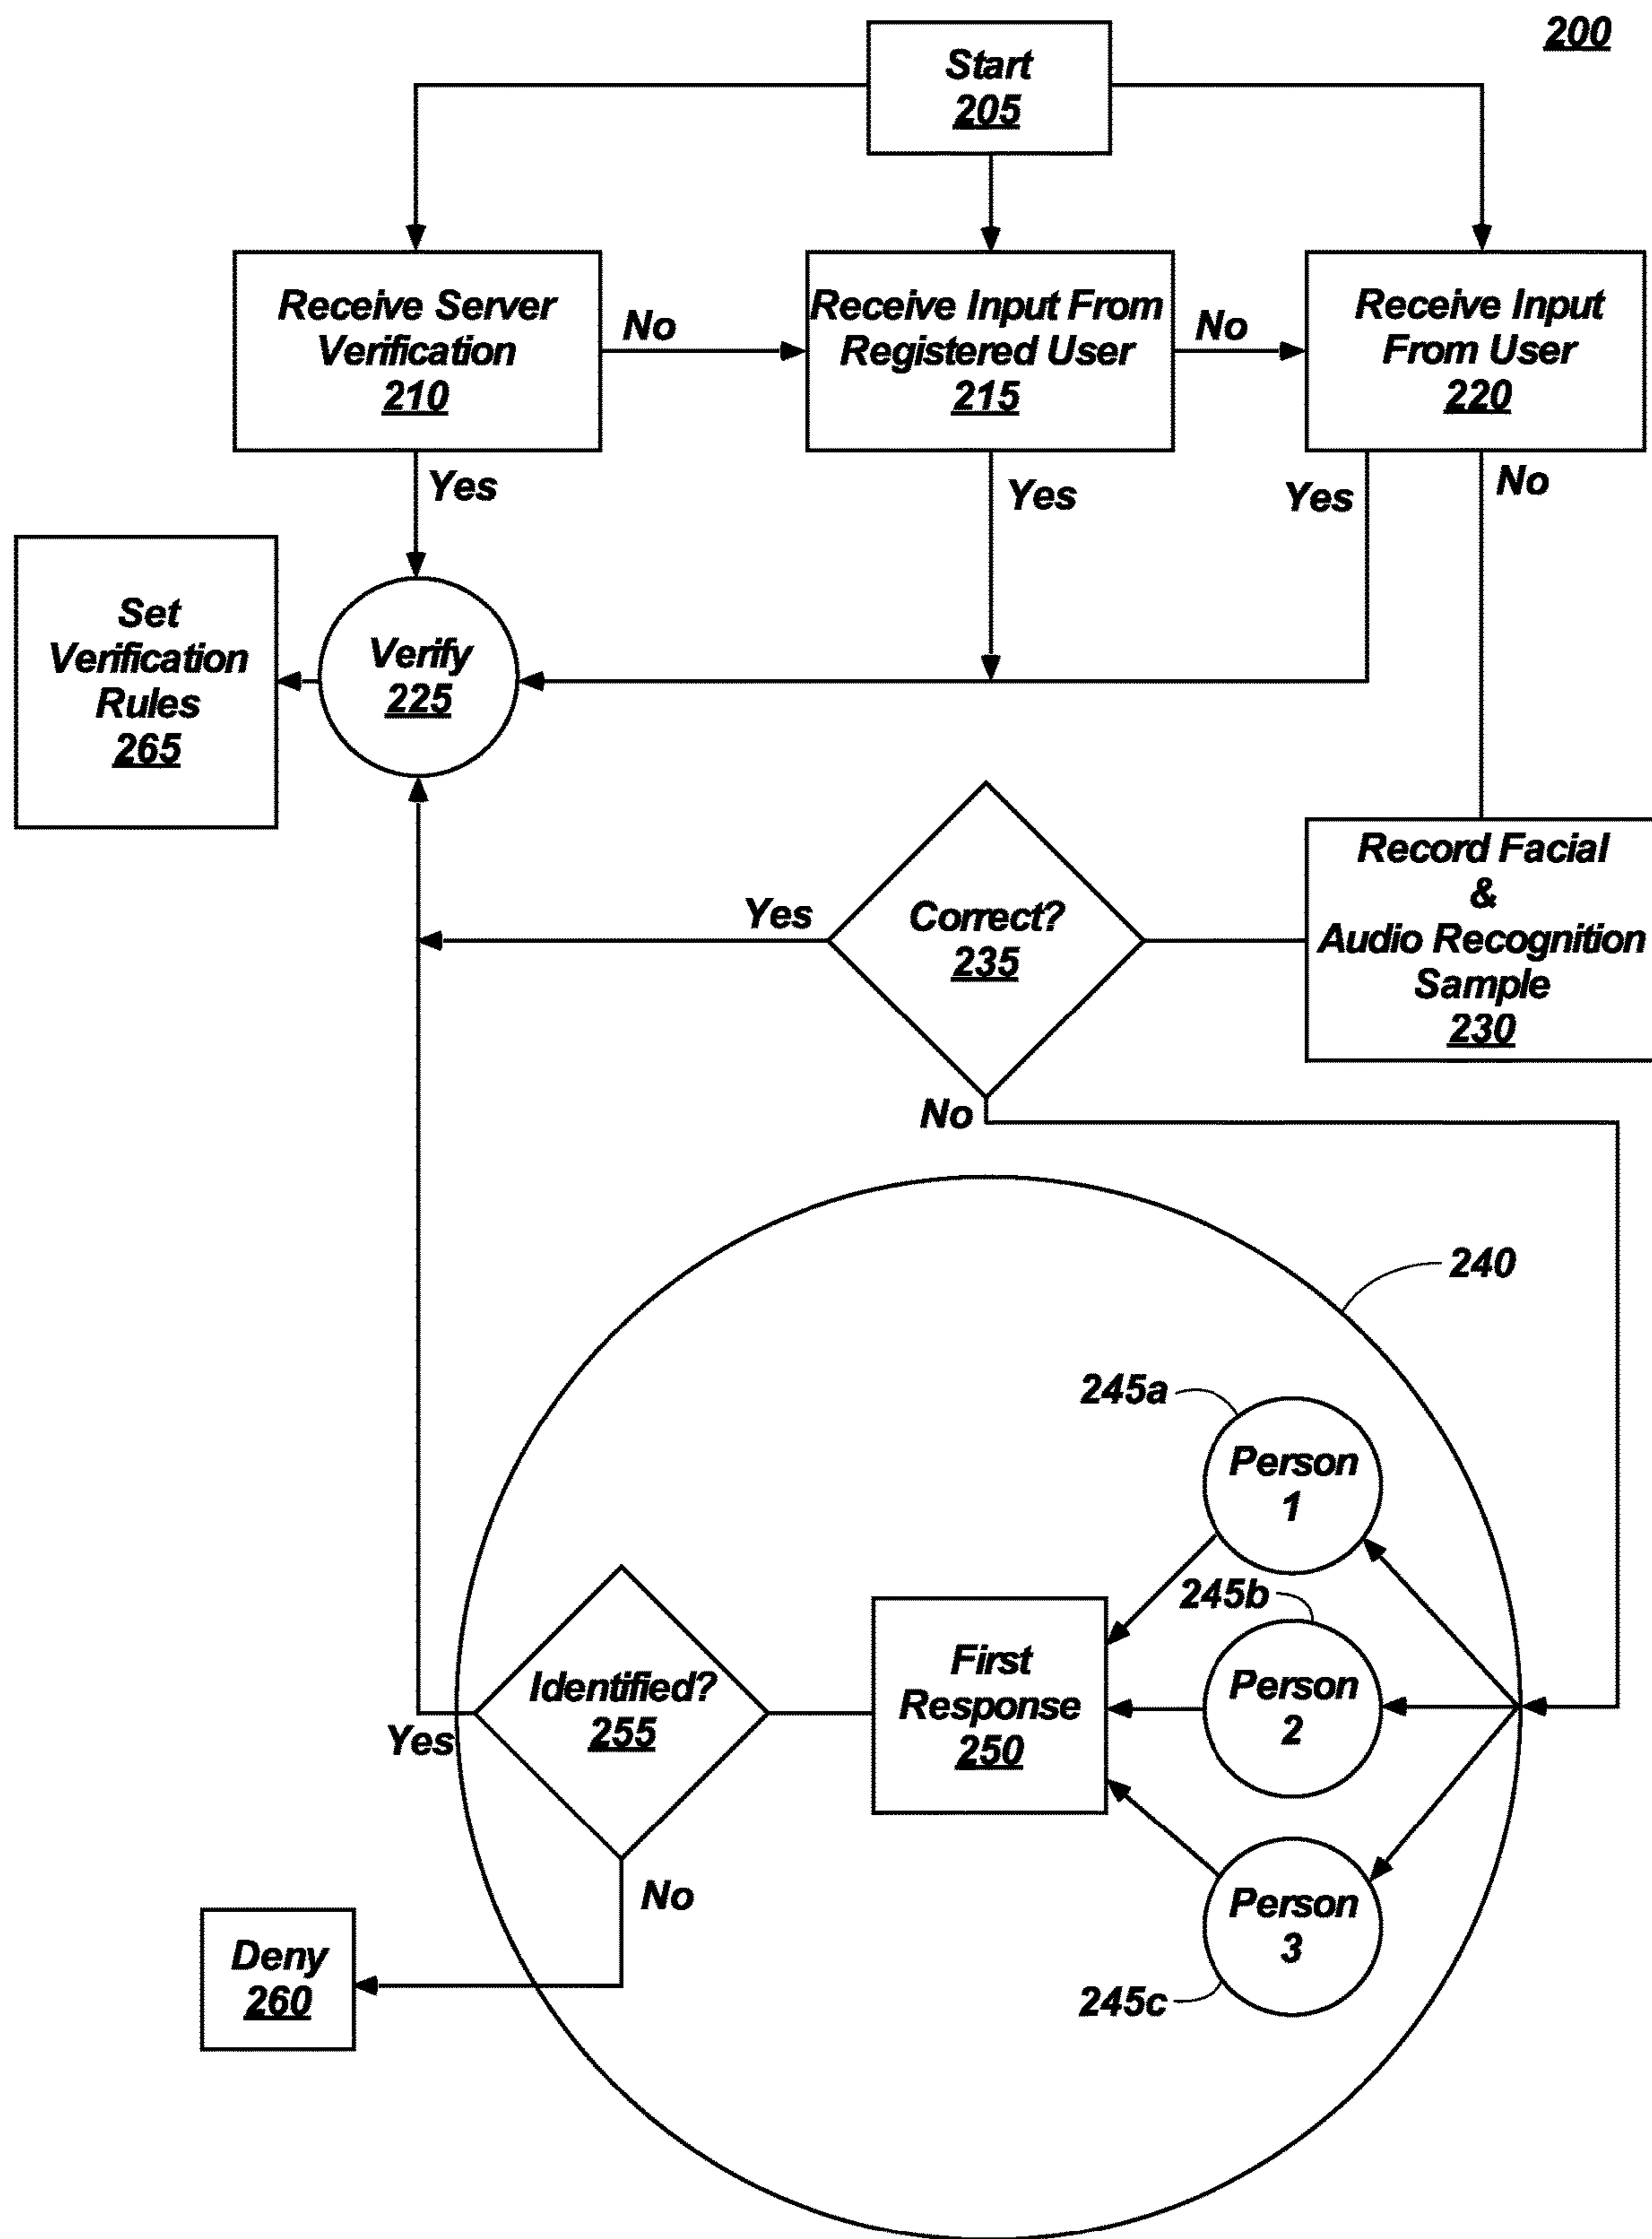 200
Start
205
Receive Server
Verification
210
No
Receive Input From
Registered User
215
No
Receive Input
From User
220
Yes
Yes
Yes
No
Set
Verification
Rules
265
Verify
225
Yes
Correct?
235
No
Record Facial
&
Audio Recognition
Sample
230
240
245a
Person
1
245b
Person
2
245c
Person
3
First
Response
250
Identified?
255
Yes
No
Deny
260